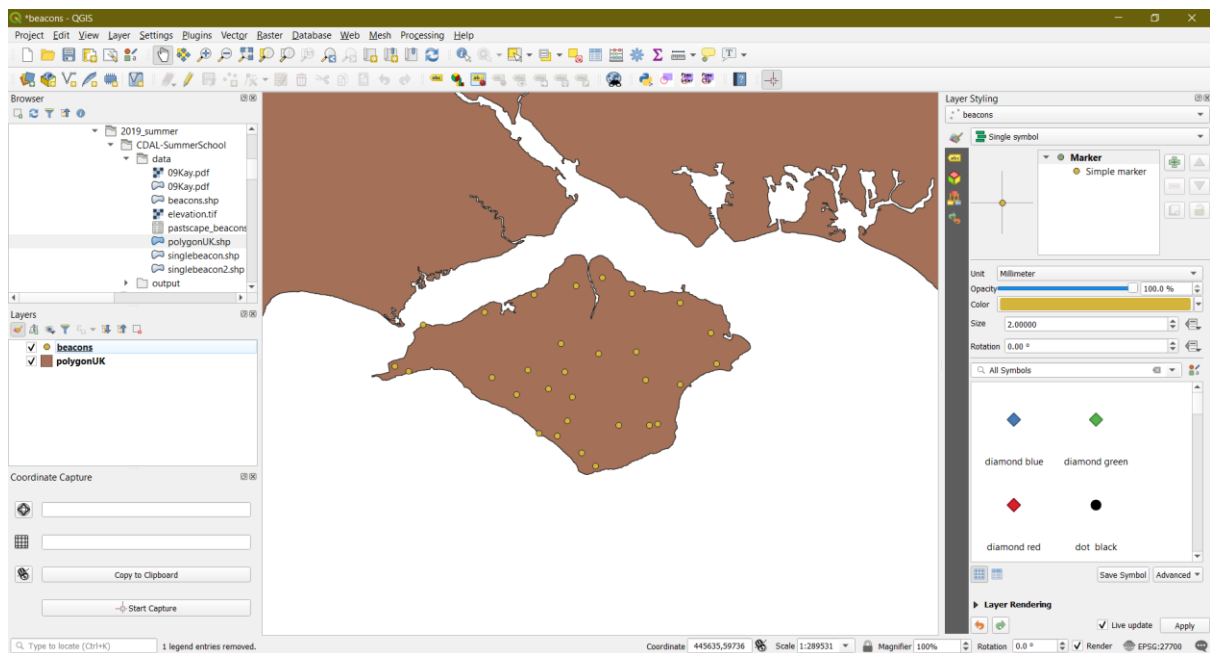 *beacons - QGIS
Project Edit View Layer Settings Plugins Vector Raster Database Web Mesh Processing Help
Browser
2019_summer
CDAL-SummerSchool
data
09Kay.pdf
09Kay.pdf
beacons.shp
elevation.tif
pastscape_beacons
polygonUK.shp
singlebeacon.shp
singlebeacon2.shp
output
Layers
beacons
polygonUK
Coordinate Capture
Copy to Clipboard
Start Capture
Layer Styling
beacons
Single symbol
Marker
Simple marker
Unit Millimeter
Opacity 100.0 %
Color
Size 2.00000
Rotation 0.00 °
All Symbols
diamond blue diamond green
diamond red dot black
Save Symbol Advanced
Layer Rendering
Live update Apply
Type to locate (Ctrl+K) 1 legend entries removed. Coordinate 445635,59736 Scale 1:289531 Magnifier 100% Rotation 0.0 ° Render EPSG:27700